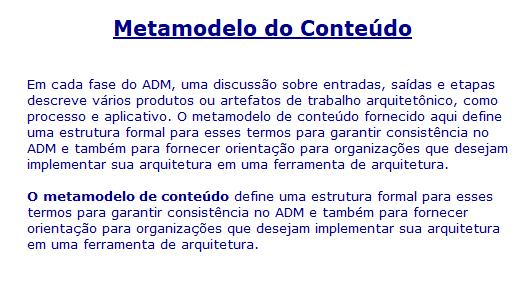 Metamodelo do Conteúdo
Em cada fase do ADM, uma discussão sobre entradas, saídas e etapas
descreve vários produtos ou artefatos de trabalho arquitetônico, como
processo e aplicativo. O metamodelo de conteúdo fornecido aqui define
uma estrutura formal para esses termos para garantir consistência no
ADM e também para fornecer orientação para organizações que desejam
implementar sua arquitetura em uma ferramenta de arquitetura.
O metamodelo de conteúdo define uma estrutura formal para esses
termos para garantir consistência no ADM e também para fornecer
orientação para organizações que desejam implementar sua arquitetura
em uma ferramenta de arquitetura.